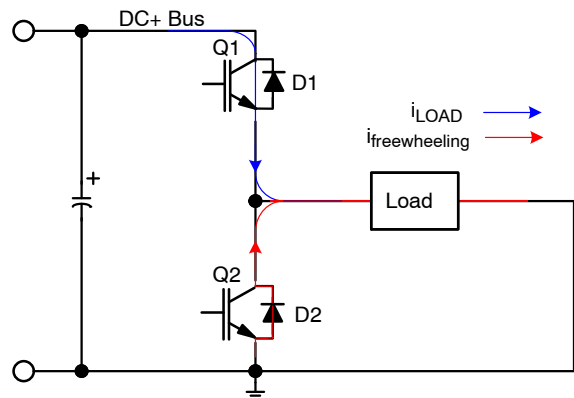 DC+ Bus
Q1
D1
iLOAD
ifreewheeling
+
Load
Q2
D2